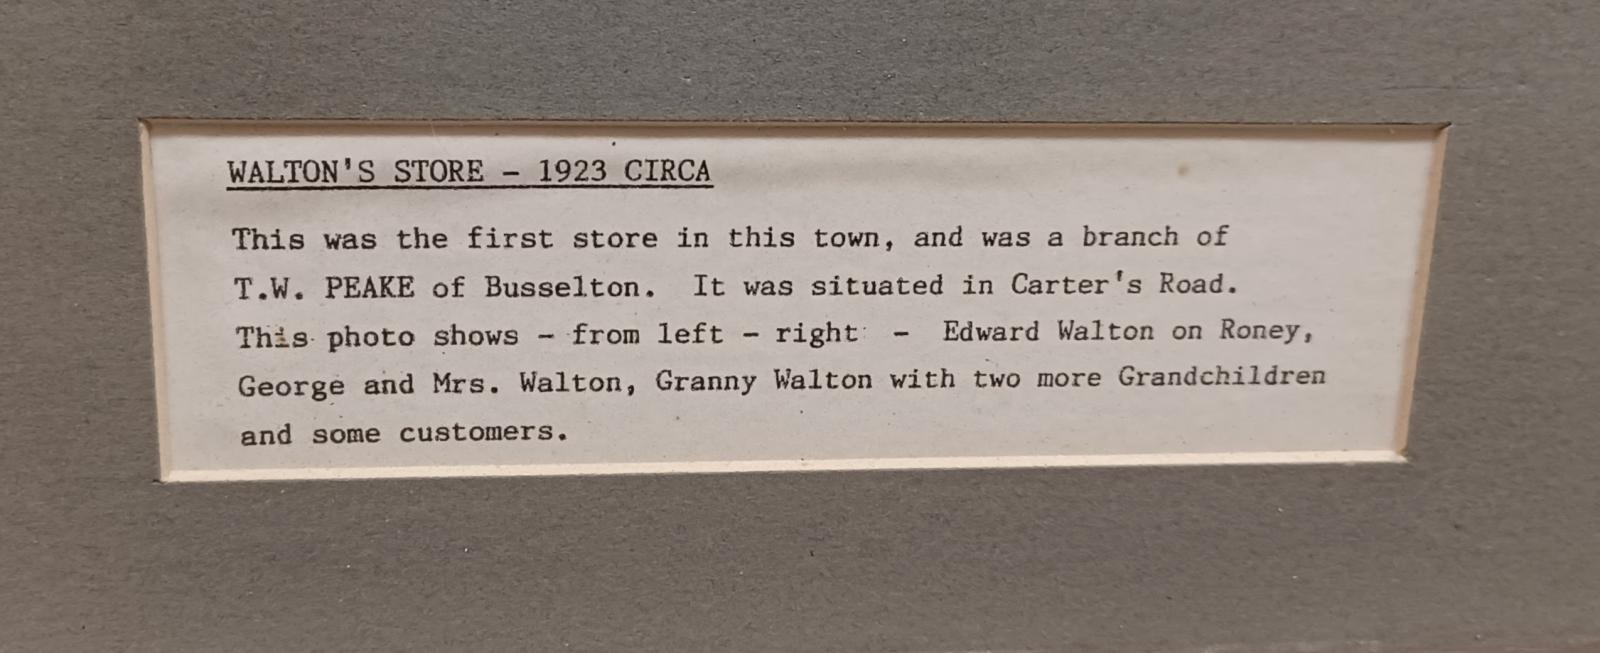 WALTON'S STORE - 1923 CIRCA
This was the first store in this town, and was a branch of
T.W. PEAKE of Busselton. It was situated in Carter's Road.
This photo shows - from left - right - Edward Walton on Roney,
George and Mrs. Walton, Granny Walton with two more Grandchildren
and some customers.